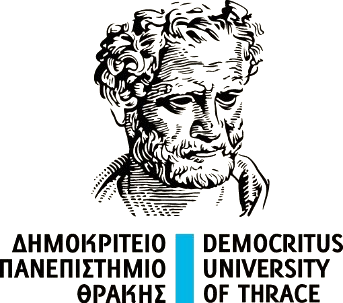 ΔΗΜΟΚΡΙΤΕΙΟ
ΠΑΝΕΠΙΣΤΗΜΙΟ
ΘΡΑΚΗΣ
DEMOCRITUS
UNIVERSITY
OF THRACE